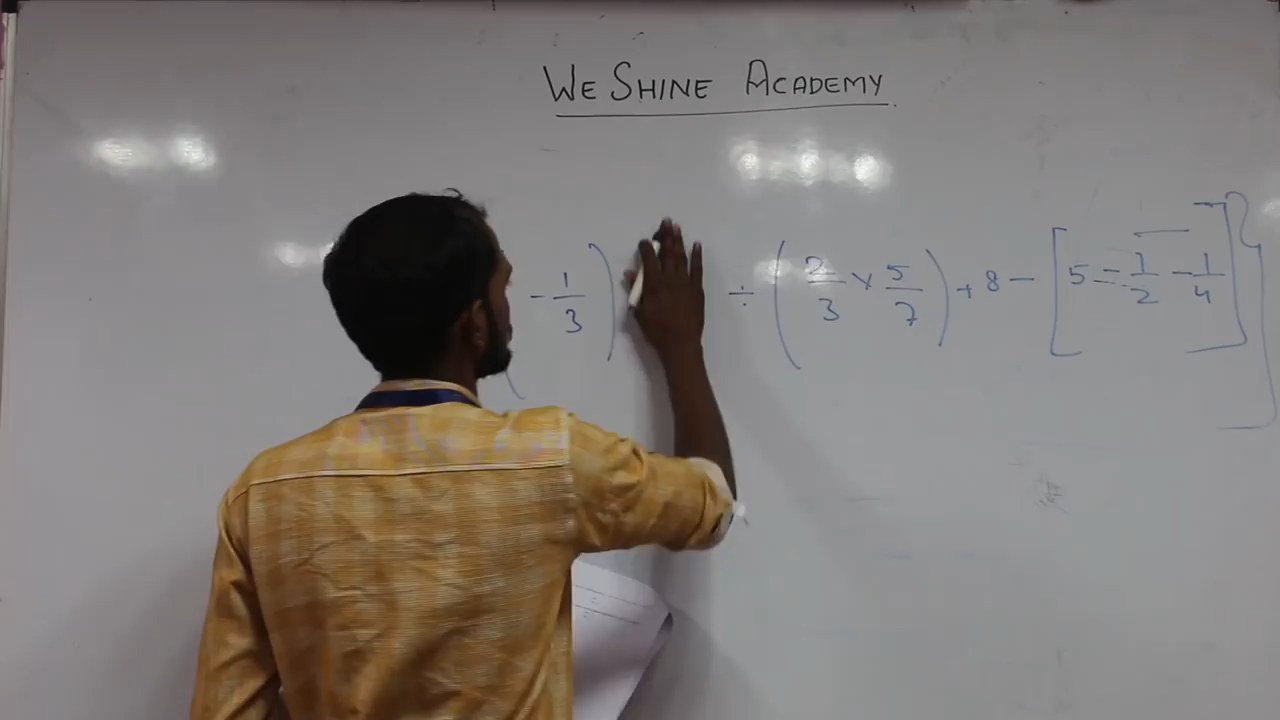 WE SHINE ACADEMY
- 1/3 ) ÷ ( 2/3 × 5/7 ) + 8 - [ 5 - 1/2 - 1/4 ] }